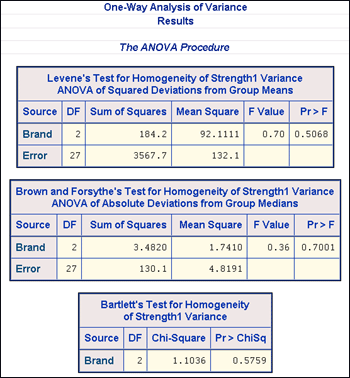 One-Way Analysis of Variance
Results
The ANOVA Procedure
Levene's Test for Homogeneity of Strength1 Variance
ANOVA of Squared Deviations from Group Means
Source DF Sum of Squares Mean Square F Value Pr > F
Brand 2 184.2 92.1111 0.70 0.5068
Error 27 3567.7 132.1
Brown and Forsythe's Test for Homogeneity of Strength1 Variance
ANOVA of Absolute Deviations from Group Medians
Source DF Sum of Squares Mean Square F Value Pr > F
Brand 2 3.4820 1.7410 0.36 0.7001
Error 27 130.1 4.8191
Bartlett's Test for Homogeneity
of Strength1 Variance
Source DF Chi-Square Pr > ChiSq
Brand 2 1.1036 0.5759